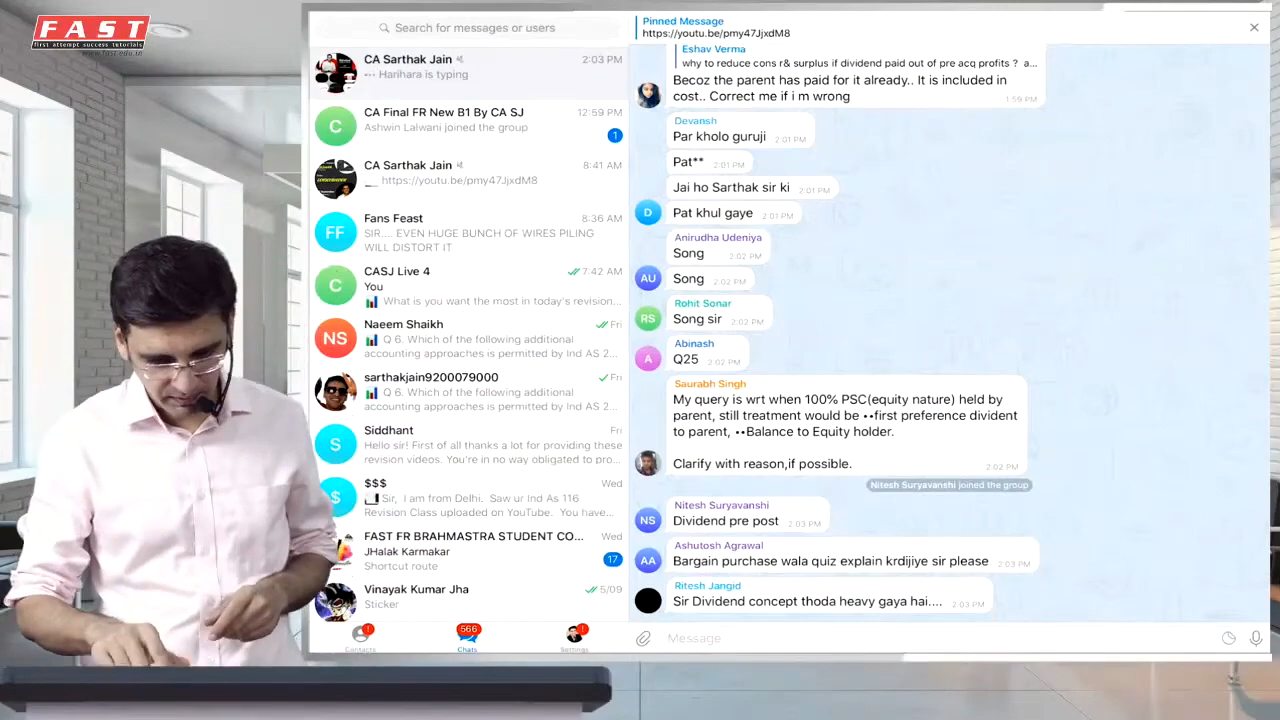 FAST
first attempt success tutorials
www.fast.edu.in
Search for messages or users
CA Sarthak Jain
2:03 PM
Harihara is typing
C
CA Final FR New B1 By CA SJ
12:59 PM
Ashwin Lalwani joined the group
1
CA Sarthak Jain
8:41 AM
https://youtu.be/pmy47JjxdM8
FF
Fans Feast
8:36 AM
SIR.... EVEN HUGE BUNCH OF WIRES PILING
WILL DISTORT IT
C
CASJ Live 4
7:42 AM
You
What is you want the most in today's revision...
NS
Naeem Shaikh
Fri
Q 6. Which of the following additional
accounting approaches is permitted by Ind AS 2...
sarthakjain9200079000
Fri
Q 6. Which of the following additional
accounting approaches is permitted by Ind AS 2...
S
Siddhant
Fri
Hello sir! First of all thanks a lot for providing these
revision videos. You're in no way obligated to pro...
$
$$$
Wed
Sir, i am from Delhi. Saw ur Ind As 116
Revision Class uploaded on YouTube. You have...
FAST FR BRAHMASTRA STUDENT CO...
Wed
JHalak Karmakar
Shortcut route
17
Vinayak Kumar Jha
5/09
Sticker
!
Contacts
566
Chats
!
Settings
Pinned Message
https://youtu.be/pmy47JjxdM8
Eshav Verma
why to reduce cons r& surplus if dividend paid out of pre acq profits ? a...
Becoz the parent has paid for it already.. It is included in
cost.. Correct me if i m wrong
1:59 PM
Devansh
Par kholo guruji 2:01 PM
Pat** 2:01 PM
Jai ho Sarthak sir ki 2:01 PM
D
Pat khul gaye 2:01 PM
Anirudha Udeniya
Song 2:02 PM
AU
Song 2:02 PM
Rohit Sonar
RS
Song sir 2:02 PM
Abinash
A
Q25 2:02 PM
Saurabh Singh
My query is wrt when 100% PSC(equity nature) held by
parent, still treatment would be ••first preference divident
to parent, ••Balance to Equity holder.
Clarify with reason,if possible. 2:02 PM
Nitesh Suryavanshi joined the group
Nitesh Suryavanshi
NS
Dividend pre post 2:03 PM
Ashutosh Agrawal
AA
Bargain purchase wala quiz explain krdijiye sir please 2:03 PM
Ritesh Jangid
Sir Dividend concept thoda heavy gaya hai.... 2:03 PM
Message